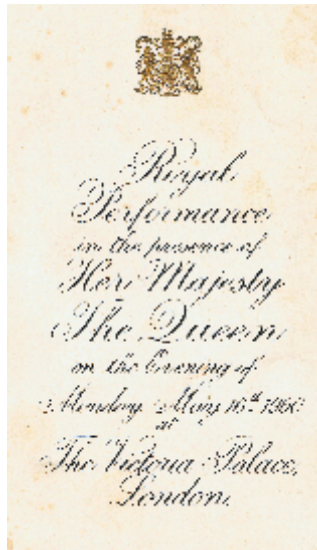 Royal
Performance
in the presence of
Her Majesty
The Queen
on the Evening of
Monday May 16th 1960
at
The Victoria Palace,
London.